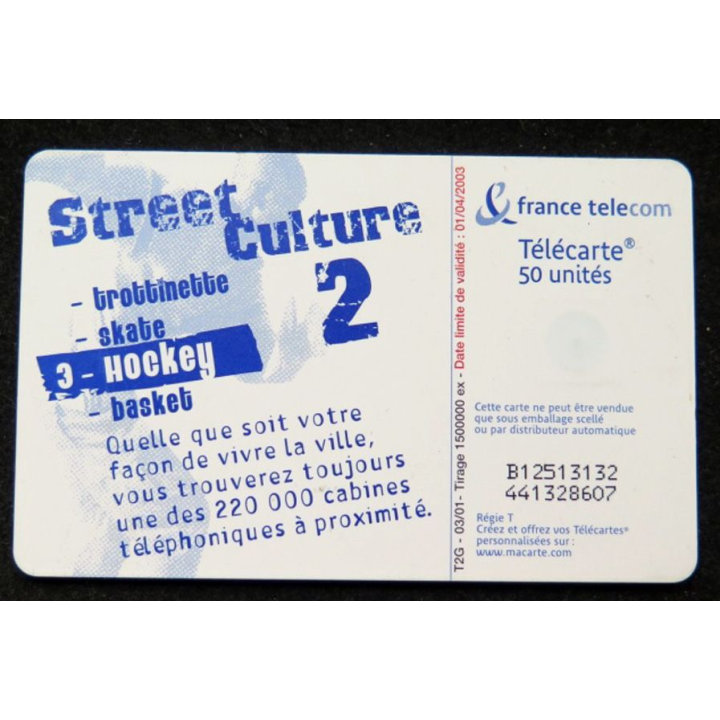 Street
Culture
2
- trottinette
- skate
3 - Hockey
- basket
Quelle que soit votre
façon de vivre la ville,
vous trouverez toujours
une des 220 000 cabines
téléphoniques à proximité.
T2G - 03/01- Tirage 1500000 ex - Date limite de validité : 01/04/2003
france telecom
Télécarte®
50 unités
Cette carte ne peut être vendue
que sous emballage scellé
ou par distributeur automatique
B12513132
441328607
Régie T
Créez et offrez vos Télécartes®
personnalisées sur :
www.macarte.com